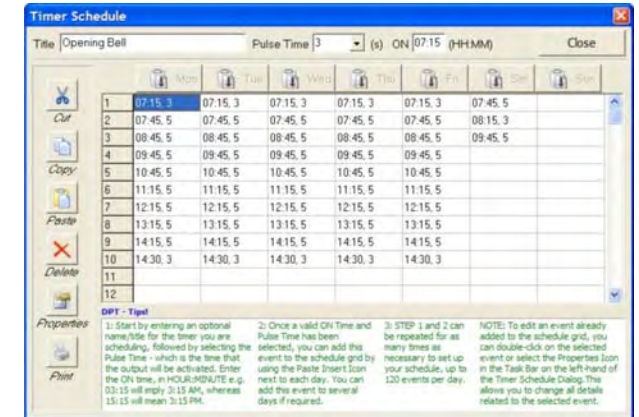 Timer Schedule
Title Opening Bell Pulse Time 3 (s) ON 07:15 (HH:MM) Close
Mon Tue Wed Thu Fri Sat Sun
1 07:15, 3 07:15, 3 07:15, 3 07:15, 3 07:15, 3 07:45, 5
2 07:45, 5 07:45, 5 07:45, 5 07:45, 5 07:45, 5 08:15, 3
3 08:45, 5 08:45, 5 08:45, 5 08:45, 5 08:45, 5 09:45, 5
4 09:45, 5 09:45, 5 09:45, 5 09:45, 5 09:45, 5
5 10:45, 5 10:45, 5 10:45, 5 10:45, 5 10:45, 5
6 11:15, 5 11:15, 5 11:15, 5 11:15, 5 11:15, 5
7 12:15, 5 12:15, 5 12:15, 5 12:15, 5 12:15, 5
8 13:15, 5 13:15, 5 13:15, 5 13:15, 5 13:15, 5
9 14:15, 5 14:15, 5 14:15, 5 14:15, 5 14:15, 5
10 14:30, 3 14:30, 3 14:30, 3 14:30, 3 14:30, 3
11
12
Cut
Copy
Paste
Delete
Properties
Print
DPT - Tips!
1: Start by entering an optional
name/title for the timer you are
scheduling, followed by selecting the
Pulse Time - which is the time that
the output will be activated. Enter
the ON time, in HOUR:MINUTE e.g.
03:15 will imply 3:15 AM, whereas
15:15 will mean 3:15 PM.
2: Once a valid ON Time and
Pulse Time has been
selected, you can add this
event to the schedule grid by
using the Paste Insert Icon
next to each day. You can
add this event to several
days if required.
3: STEP 1 and 2 can
be repeated for as
many times as
necessary to set up
your schedule, up to
120 events per day.
NOTE: To edit an event already
added to the schedule grid, you
can double-click on the selected
event or select the Properties Icon
in the Task Bar on the left-hand of
the Timer Schedule Dialog. This
allows you to change all details
related to the selected event.